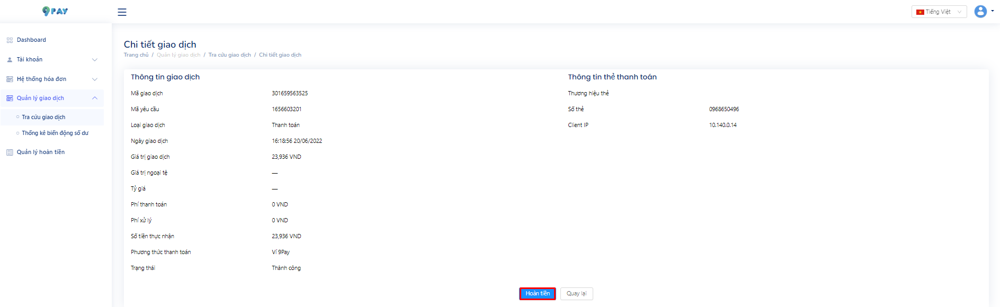 9PAY
Tiếng Việt
Dashboard
Tài khoản
Hệ thống hóa đơn
Quản lý giao dịch
Tra cứu giao dịch
Thống kê biến động số dư
Quản lý hoàn tiền
Chi tiết giao dịch
Trang chủ / Quản lý giao dịch / Tra cứu giao dịch / Chi tiết giao dịch
Thông tin giao dịch
Mã giao dịch 301659563525
Mã yêu cầu 1656603201
Loại giao dịch Thanh toán
Ngày giao dịch 16:18:56 20/06/2022
Giá trị giao dịch 23,936 VND
Giá trị ngoại tệ —
Tỷ giá —
Phí thanh toán 0 VND
Phí xử lý 0 VND
Số tiền thực nhận 23,936 VND
Phương thức thanh toán Ví 9Pay
Trạng thái Thành công
Thông tin thẻ thanh toán
Thương hiệu thẻ
Số thẻ 0968650496
Client IP 10.140.0.14
Hoàn tiền Quay lại